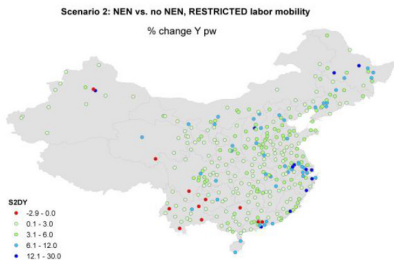 Scenario 2: NEN vs. no NEN, RESTRICTED labor mobility
% change Y pw
S2DY
-2.9 - 0.0
0.1 - 3.0
3.1 - 6.0
6.1 - 12.0
12.1 - 30.0